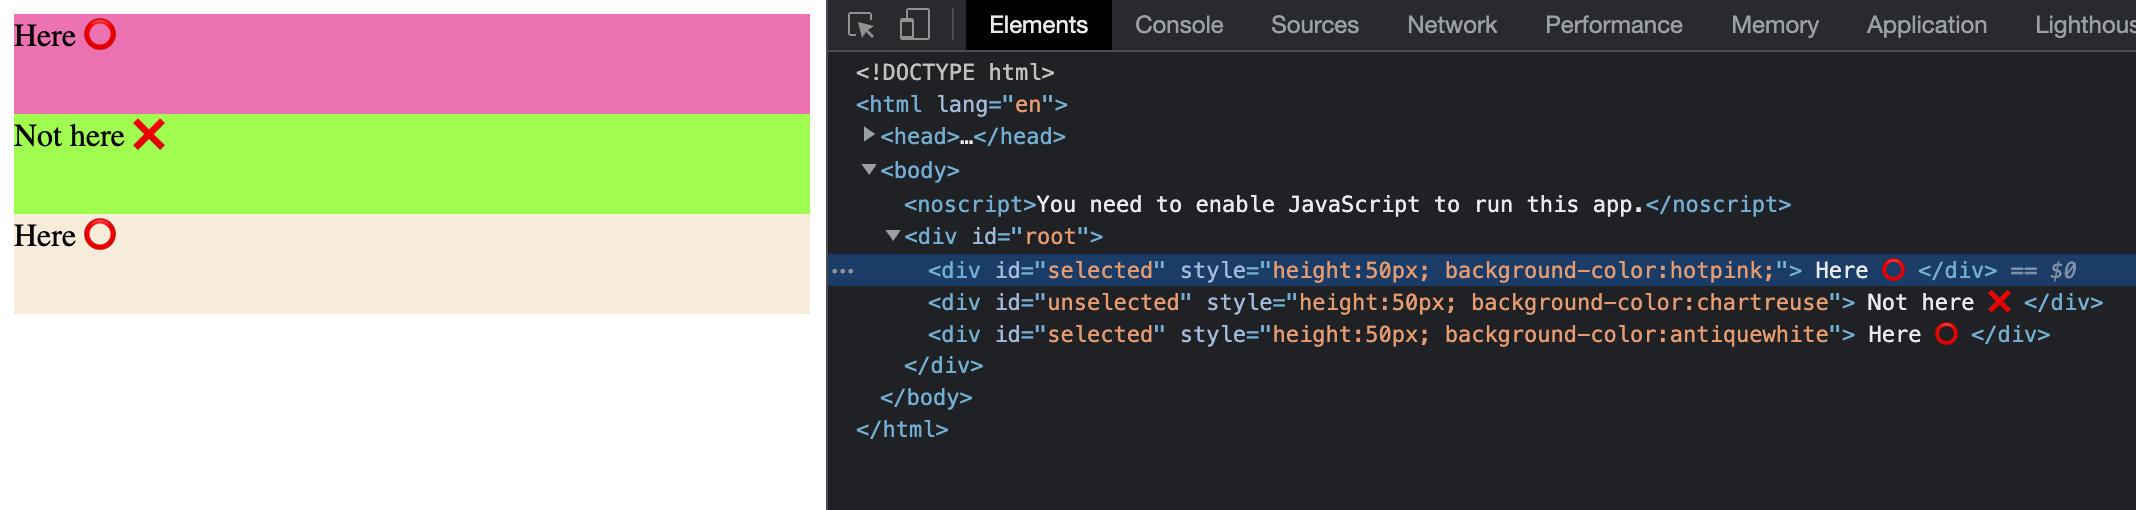 Here ⭕
Not here ❌
Here ⭕
Elements Console Sources Network Performance Memory Application Lighthous
<!DOCTYPE html>
<html lang="en">
▶<head>…</head>
▼<body>
<noscript>You need to enable JavaScript to run this app.</noscript>
▼<div id="root">
… <div id="selected" style="height:50px; background-color:hotpink;"> Here ⭕ </div> == $0
<div id="unselected" style="height:50px; background-color:chartreuse"> Not here ❌ </div>
<div id="selected" style="height:50px; background-color:antiquewhite"> Here ⭕ </div>
</div>
</body>
</html>